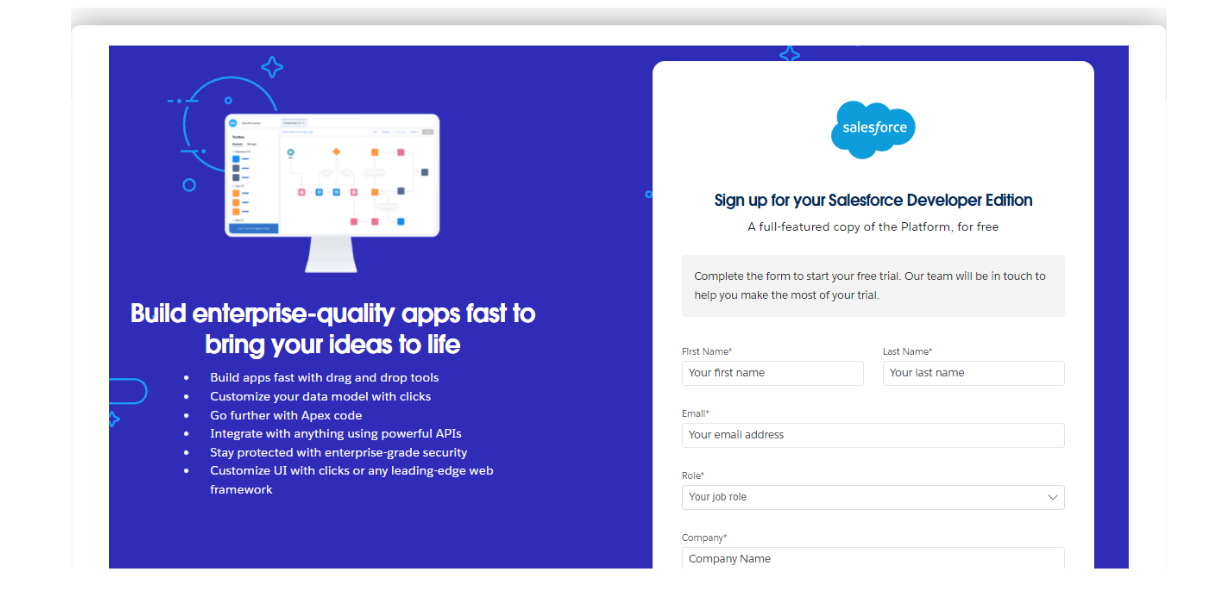 Build enterprise-quality apps fast to
bring your ideas to life
• Build apps fast with drag and drop tools
• Customize your data model with clicks
• Go further with Apex code
• Integrate with anything using powerful APIs
• Stay protected with enterprise-grade security
• Customize UI with clicks or any leading-edge web
framework
salesforce
Sign up for your Salesforce Developer Edition
A full-featured copy of the Platform, for free
Complete the form to start your free trial. Our team will be in touch to
help you make the most of your trial.
First Name* Last Name*
Your first name Your last name
Email*
Your email address
Role*
Your job role
Company*
Company Name